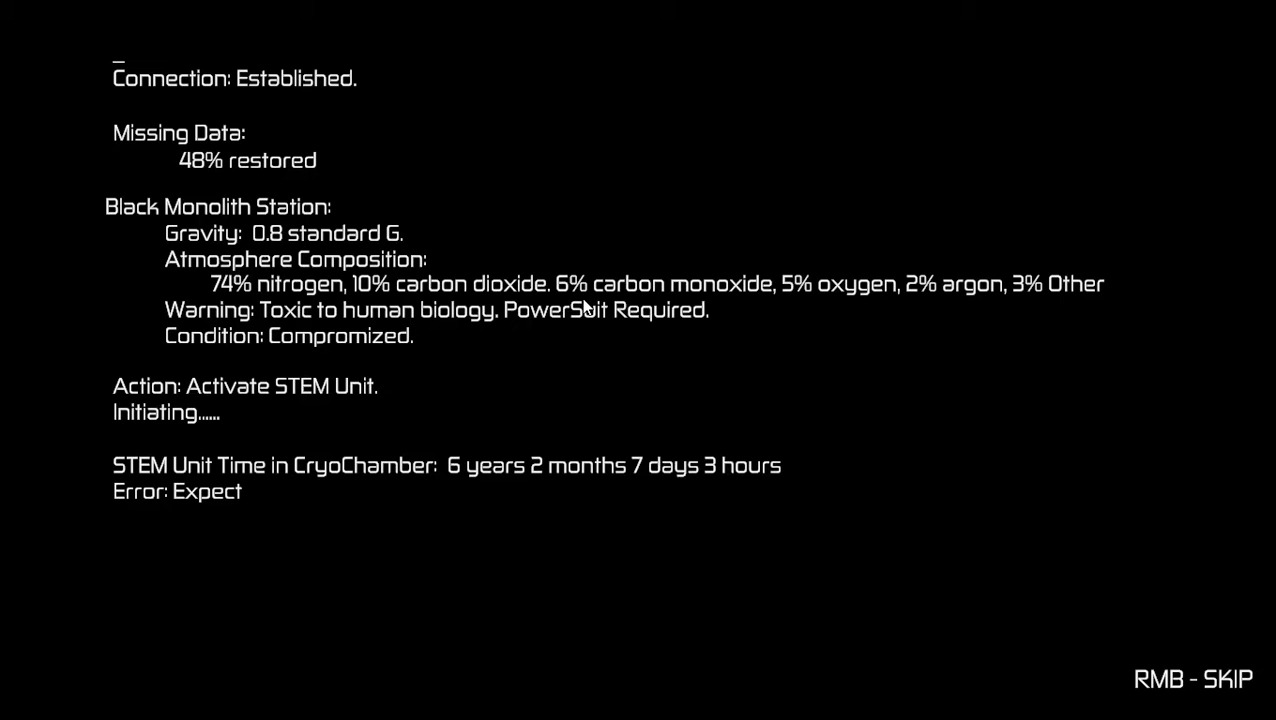 _
Connection: Established.
Missing Data:
48% restored
Black Monolith Station:
Gravity: 0.8 standard G.
Atmosphere Composition:
74% nitrogen, 10% carbon dioxide. 6% carbon monoxide, 5% oxygen, 2% argon, 3% Other
Warning: Toxic to human biology. PowerSuit Required.
Condition: Compromized.
Action: Activate STEM Unit.
Initiating......
STEM Unit Time in CryoChamber: 6 years 2 months 7 days 3 hours
Error: Expect
RMB - SKIP